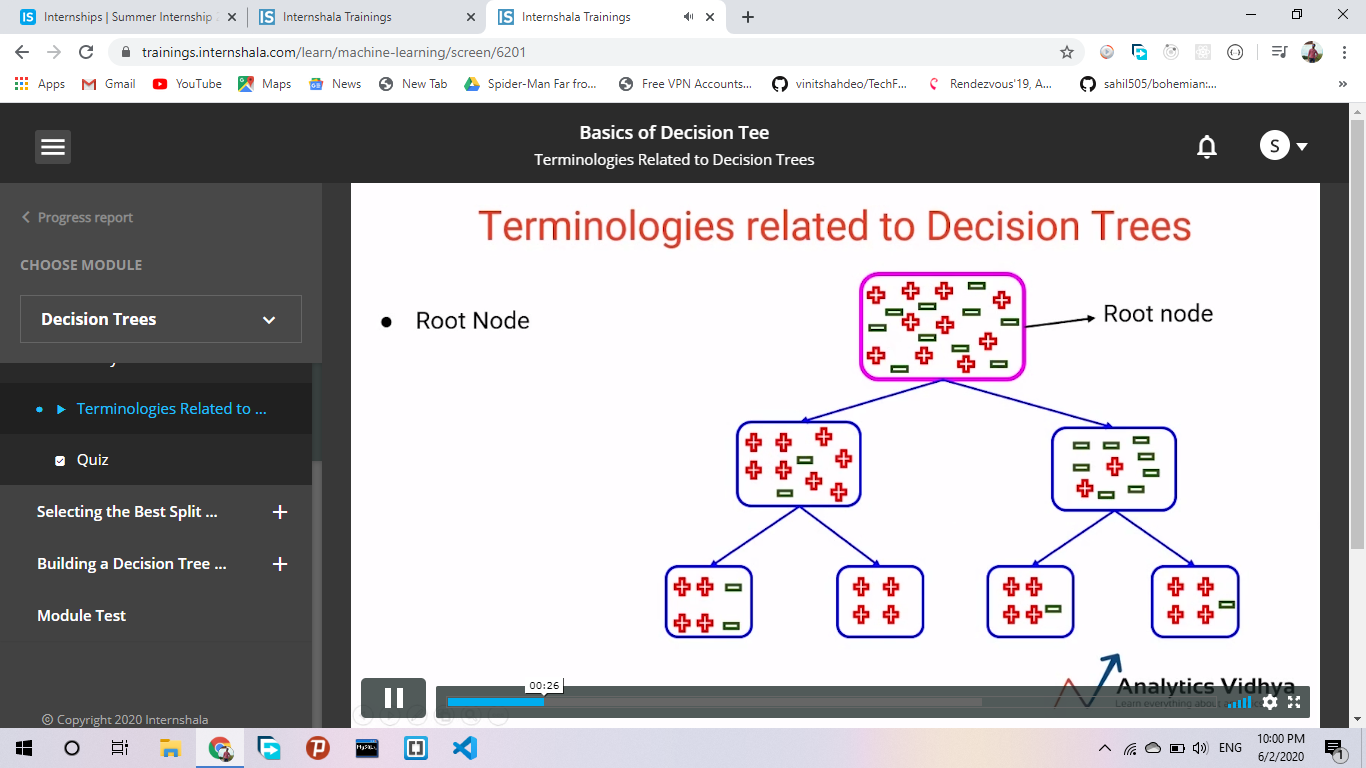 Internships | Summer Internship
Internshala Trainings
Internshala Trainings
trainings.internshala.com/learn/machine-learning/screen/6201
Apps
Gmail
YouTube
Maps
News
New Tab
Spider-Man Far fro...
Free VPN Accounts...
vinitshahdeo/TechF...
Rendezvous'19, A...
sahil505/bohemian:...
»
Basics of Decision Tee
Terminologies Related to Decision Trees
S
Progress report
CHOOSE MODULE
Decision Trees
Terminologies Related to ...
Quiz
Selecting the Best Split ...
Building a Decision Tree ...
Module Test
© Copyright 2020 Internshala
Terminologies related to Decision Trees
• Root Node
Root node
00:26
Analytics Vidhya
Learn everything about
MySQL
ENG
10:00 PM
6/2/2020
1